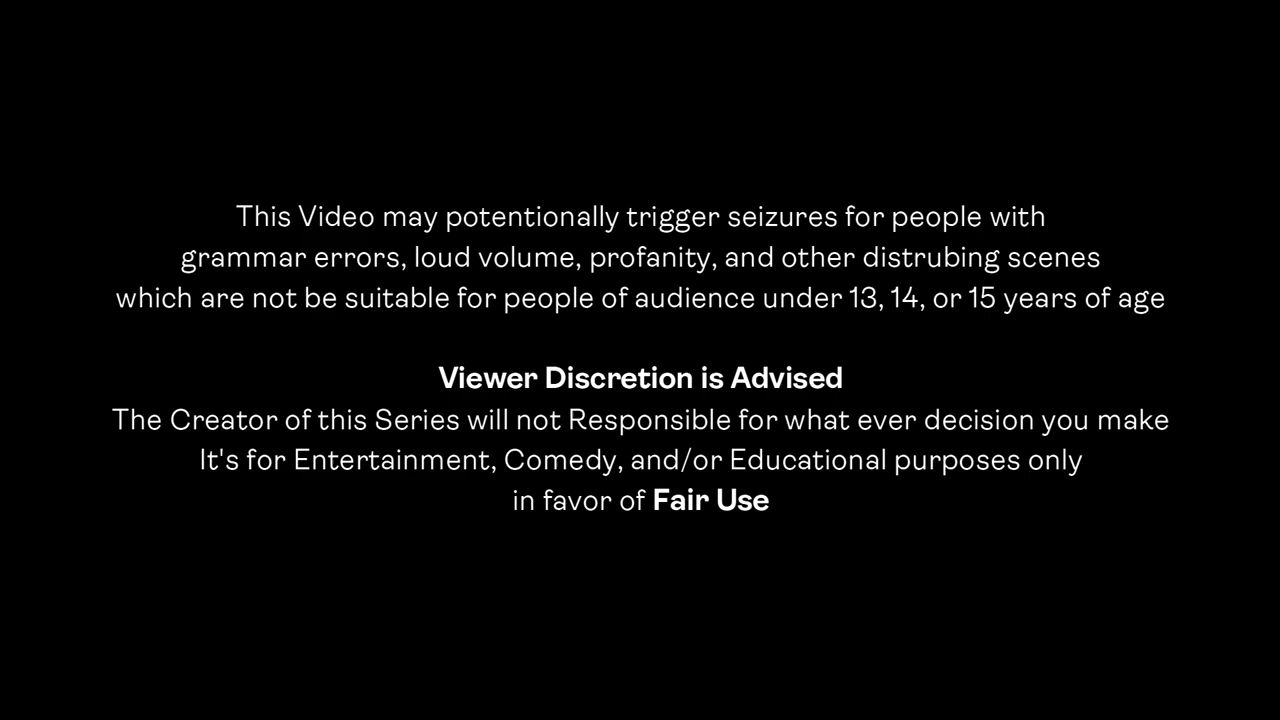 This Video may potentionally trigger seizures for people with
grammar errors, loud volume, profanity, and other distrubing scenes
which are not be suitable for people of audience under 13, 14, or 15 years of age
Viewer Discretion is Advised
The Creator of this Series will not Responsible for what ever decision you make
It's for Entertainment, Comedy, and/or Educational purposes only
in favor of Fair Use